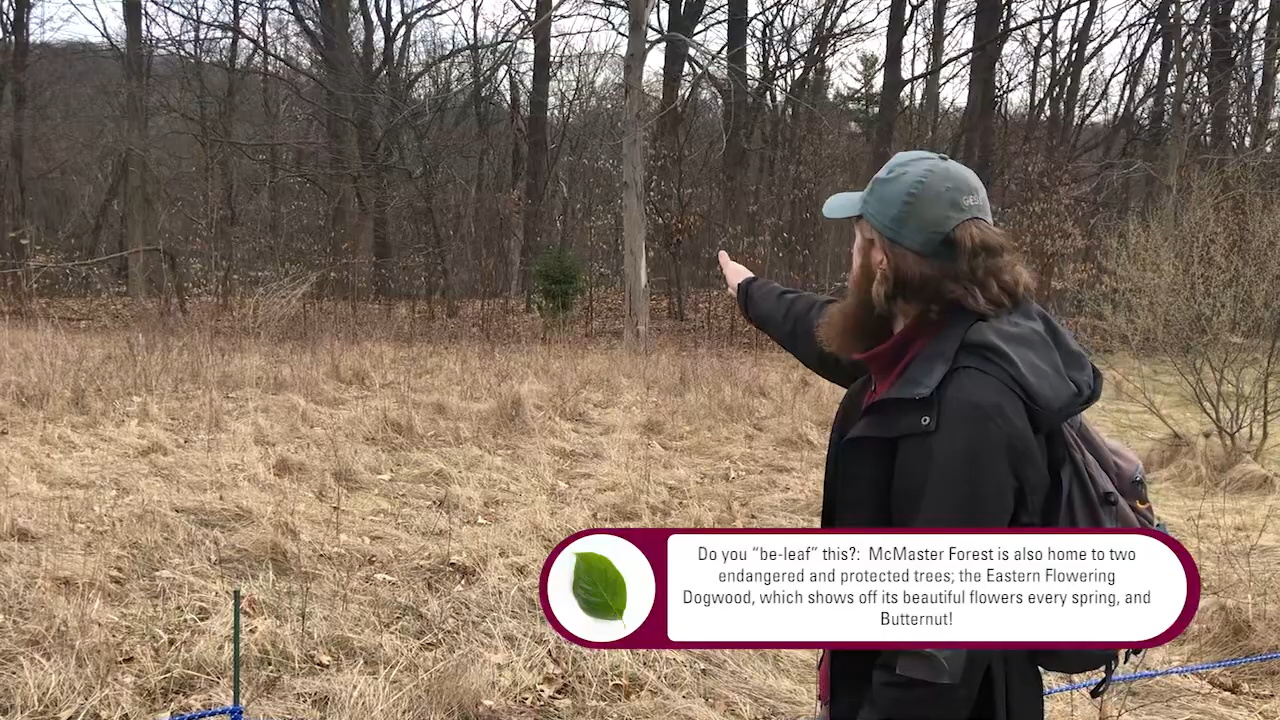 Do you “be-leaf” this?:  McMaster Forest is also home to two
endangered and protected trees; the Eastern Flowering
Dogwood, which shows off its beautiful flowers every spring, and
Butternut!